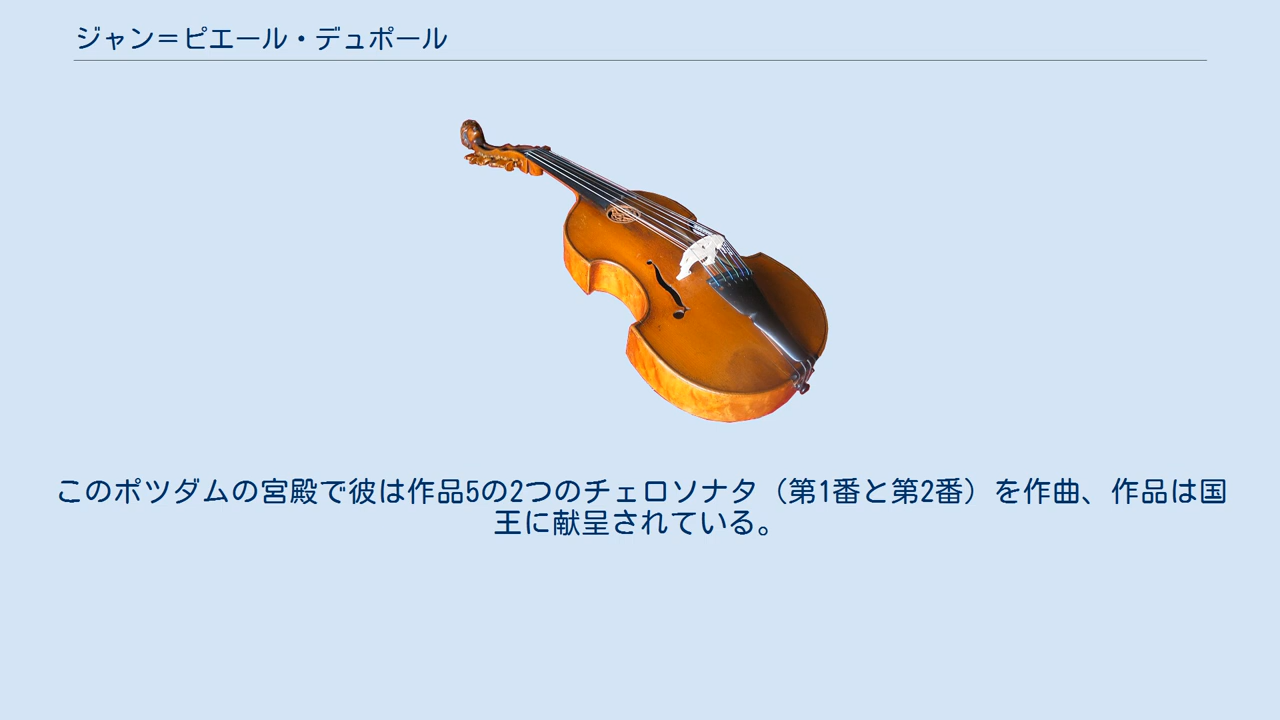 ジャン＝ピエール・デュポール
このポツダムの宮殿で彼は作品5の2つのチェロソナタ（第1番と第2番）を作曲、作品は国
王に献呈されている。